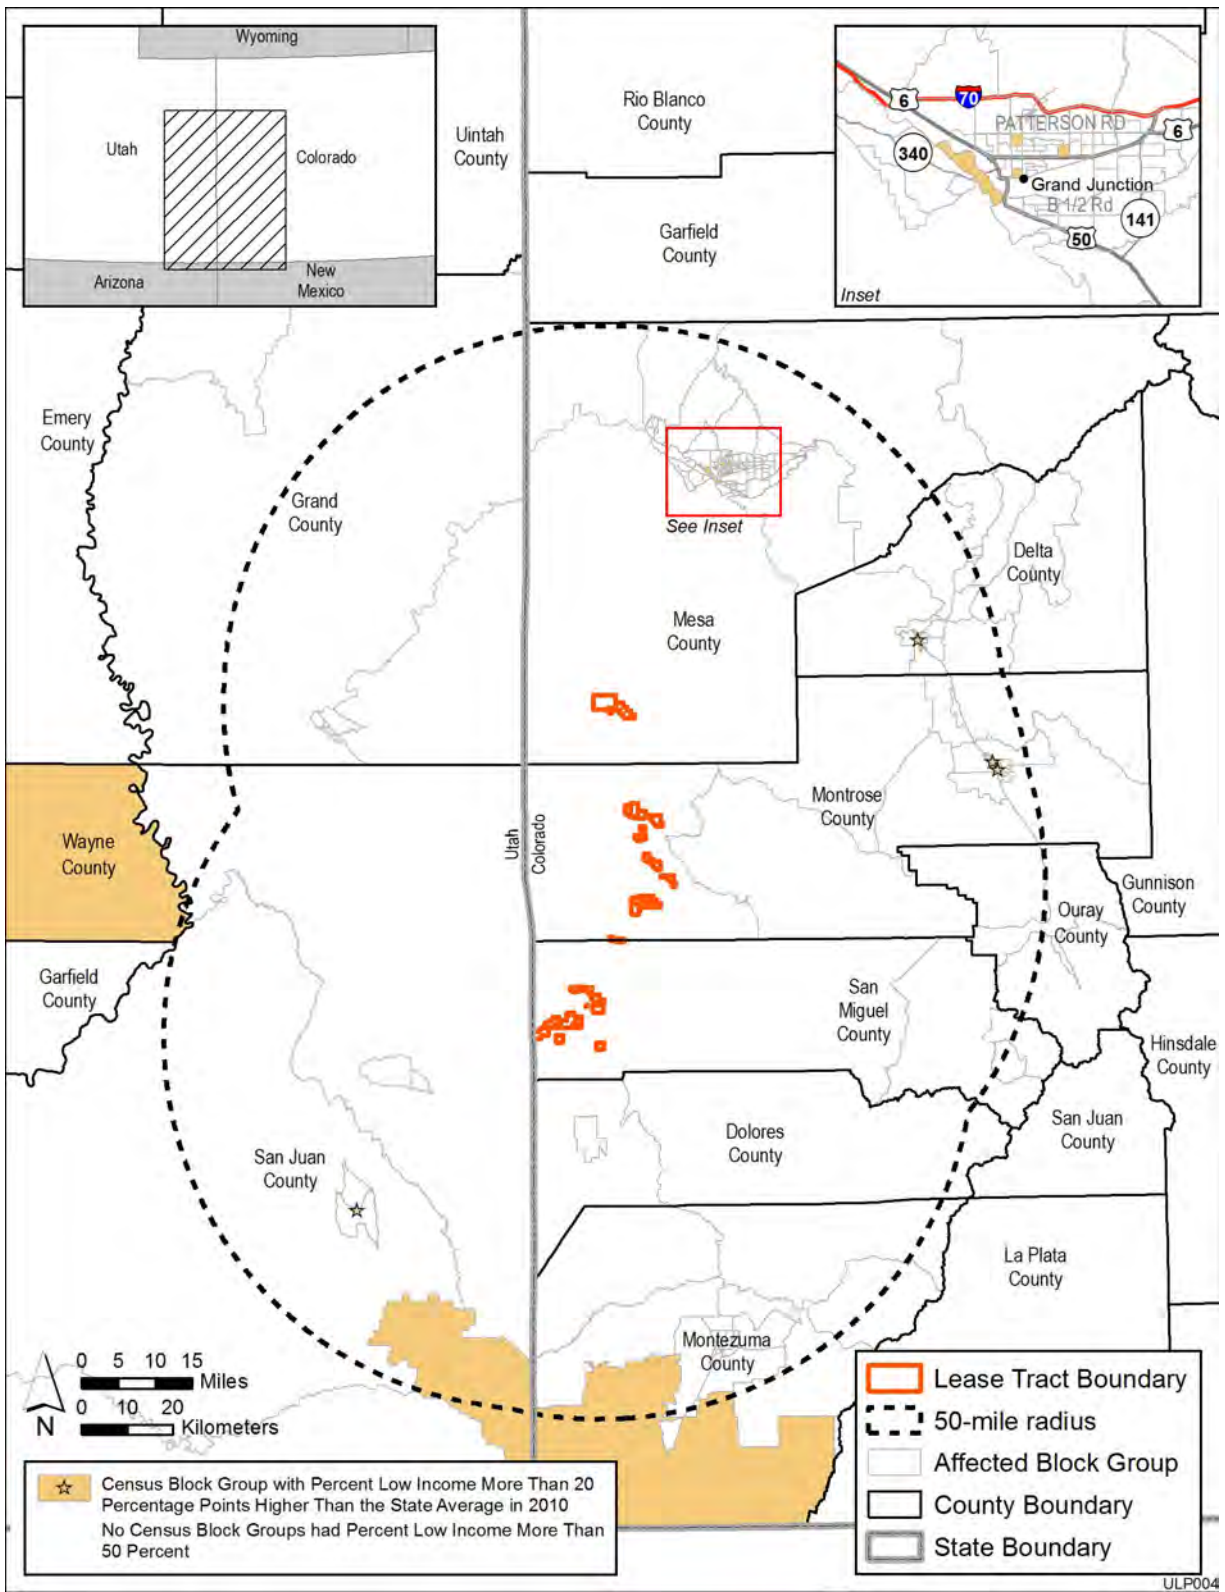 Wyoming
Utah
Colorado
Arizona
New
Mexico
Uintah
County
Rio Blanco
County
Garfield
County
6
70
PATTERSON RD
6
340
Grand Junction
B 1/2 Rd
141
50
Inset
Emery
County
Grand
County
See Inset
Delta
County
Mesa
County
Wayne
County
Utah
Colorado
Montrose
County
Gunnison
County
Ouray
County
Garfield
County
San
Miguel
County
Hinsdale
County
San Juan
County
Dolores
County
San Juan
County
La Plata
County
Montezuma
County
0 5 10 15
Miles
0 10 20
Kilometers
N
Lease Tract Boundary
50-mile radius
Affected Block Group
County Boundary
State Boundary
Census Block Group with Percent Low Income More Than 20
Percentage Points Higher Than the State Average in 2010
No Census Block Groups had Percent Low Income More Than
50 Percent
ULP004